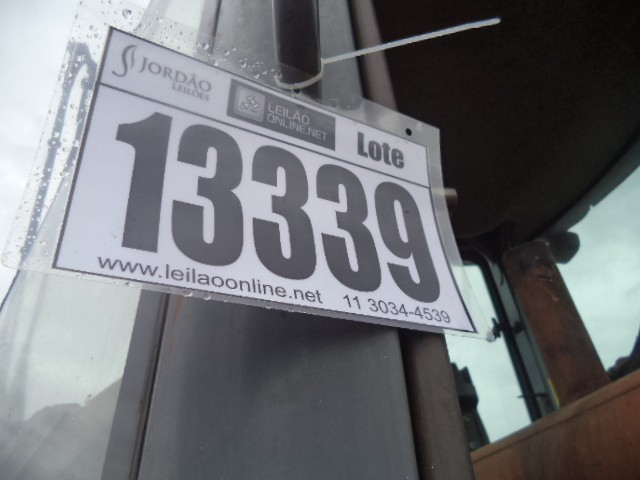 JORDÃO
LEILÕES
LEILÃO
ONLINE.NET
Lote
13339
www.leilaoonline.net 11 3034-4539